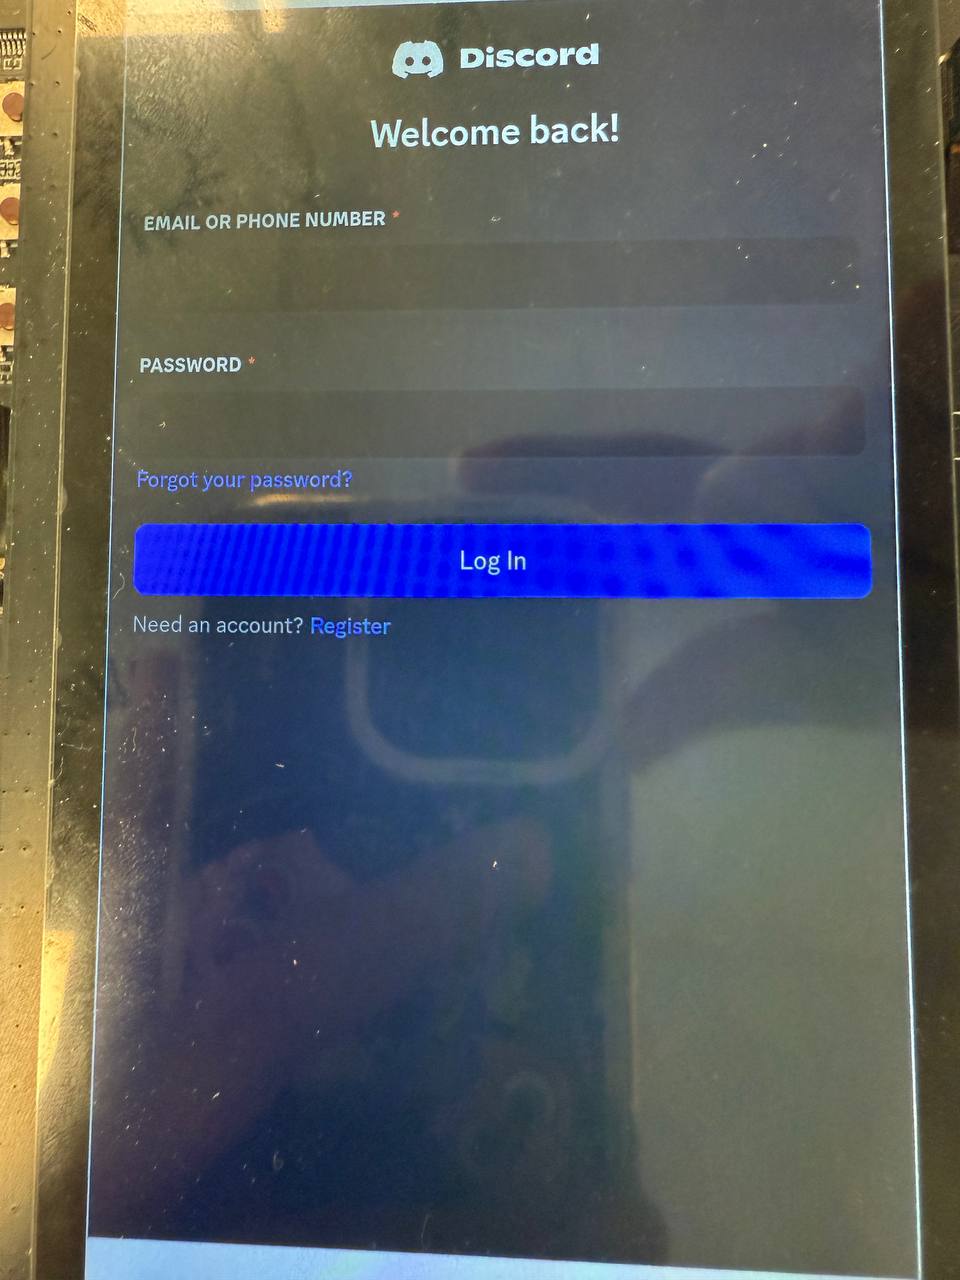 Discord
Welcome back!
EMAIL OR PHONE NUMBER *
PASSWORD *
Forgot your password?
Log In
Need an account? Register